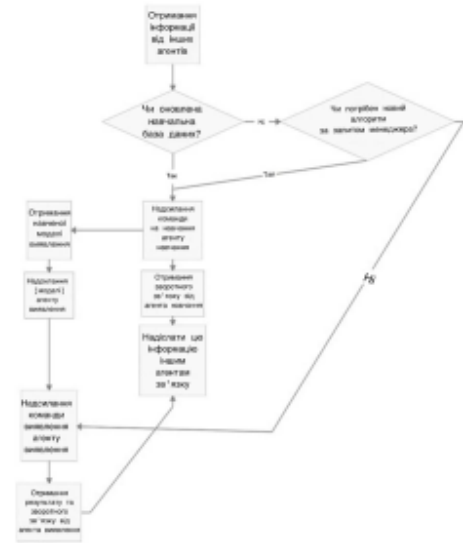 Отримання
інформації
від інших
агентів
Чи оновлена
навчальна
база даних?
Ні
Чи потрібен новий
алгоритм
за запитом менеджера?
Так
Так
Отримання
навченої
моделі
виявлення
Надсилання
команди
на навчання
агенту
навчання
Надсилання
[моделі]
агенту
виявлення
Отримання
зворотного
зв'язку від
агента навчання
Ні
Надіслати цю
інформацію
іншим
агентам
зв'язку
Надсилання
команди
виявлення
агенту
виявлення
Отримання
результату та
зворотного
зв'язку від
агента виявлення